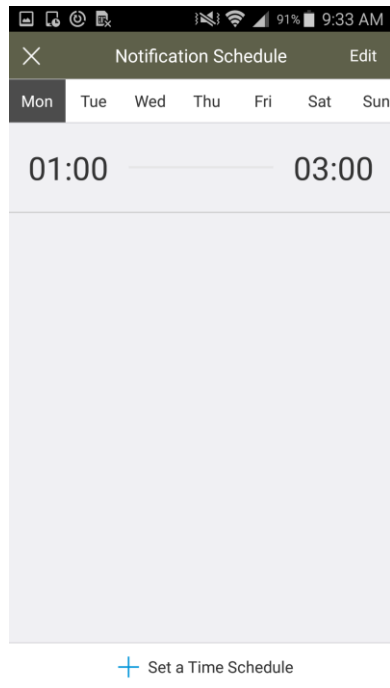 91% 9:33 AM
Notification Schedule Edit
Mon Tue Wed Thu Fri Sat Sun
01:00 03:00
Set a Time Schedule